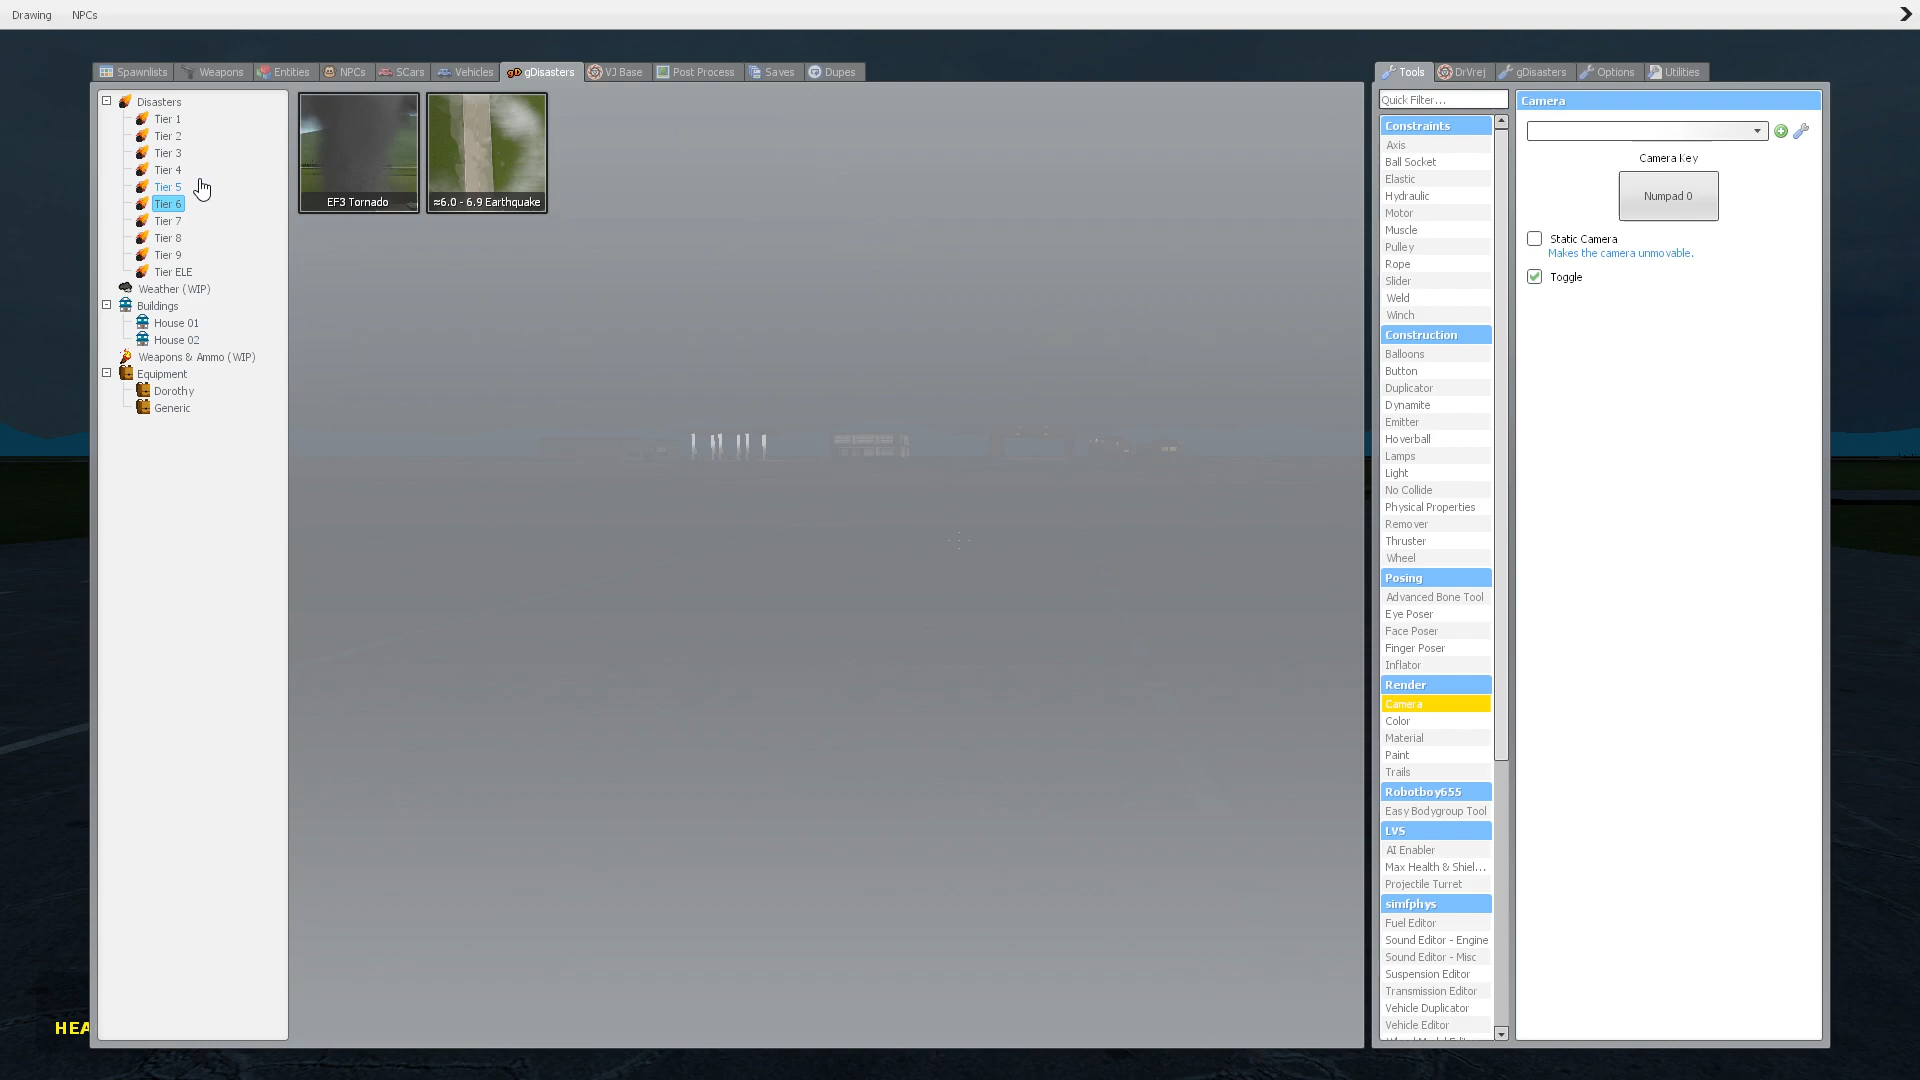 Drawing NPCs
Spawnlists Weapons Entities NPCs SCars Vehicles gDisasters VJ Base Post Process Saves Dupes
Tools DrVrej gDisasters Options Utilities
Disasters
Tier 1
Tier 2
Tier 3
Tier 4
Tier 5
Tier 6
Tier 7
Tier 8
Tier 9
Tier ELE
Weather (WIP)
Buildings
House 01
House 02
Weapons & Ammo (WIP)
Equipment
Dorothy
Generic
EF3 Tornado
≈6.0 - 6.9 Earthquake
Quick Filter...
Constraints
Axis
Ball Socket
Elastic
Hydraulic
Motor
Muscle
Pulley
Rope
Slider
Weld
Winch
Construction
Balloons
Button
Duplicator
Dynamite
Emitter
Hoverball
Lamps
Light
No Collide
Physical Properties
Remover
Thruster
Wheel
Posing
Advanced Bone Tool
Eye Poser
Face Poser
Finger Poser
Inflator
Render
Camera
Color
Material
Paint
Trails
Robotboy655
Easy Bodygroup Tool
LVS
AI Enabler
Max Health & Shiel...
Projectile Turret
simfphys
Fuel Editor
Sound Editor - Engine
Sound Editor - Misc
Suspension Editor
Transmission Editor
Vehicle Duplicator
Vehicle Editor
Camera
Camera Key
Numpad 0
Static Camera
Makes the camera unmovable.
Toggle
HEA